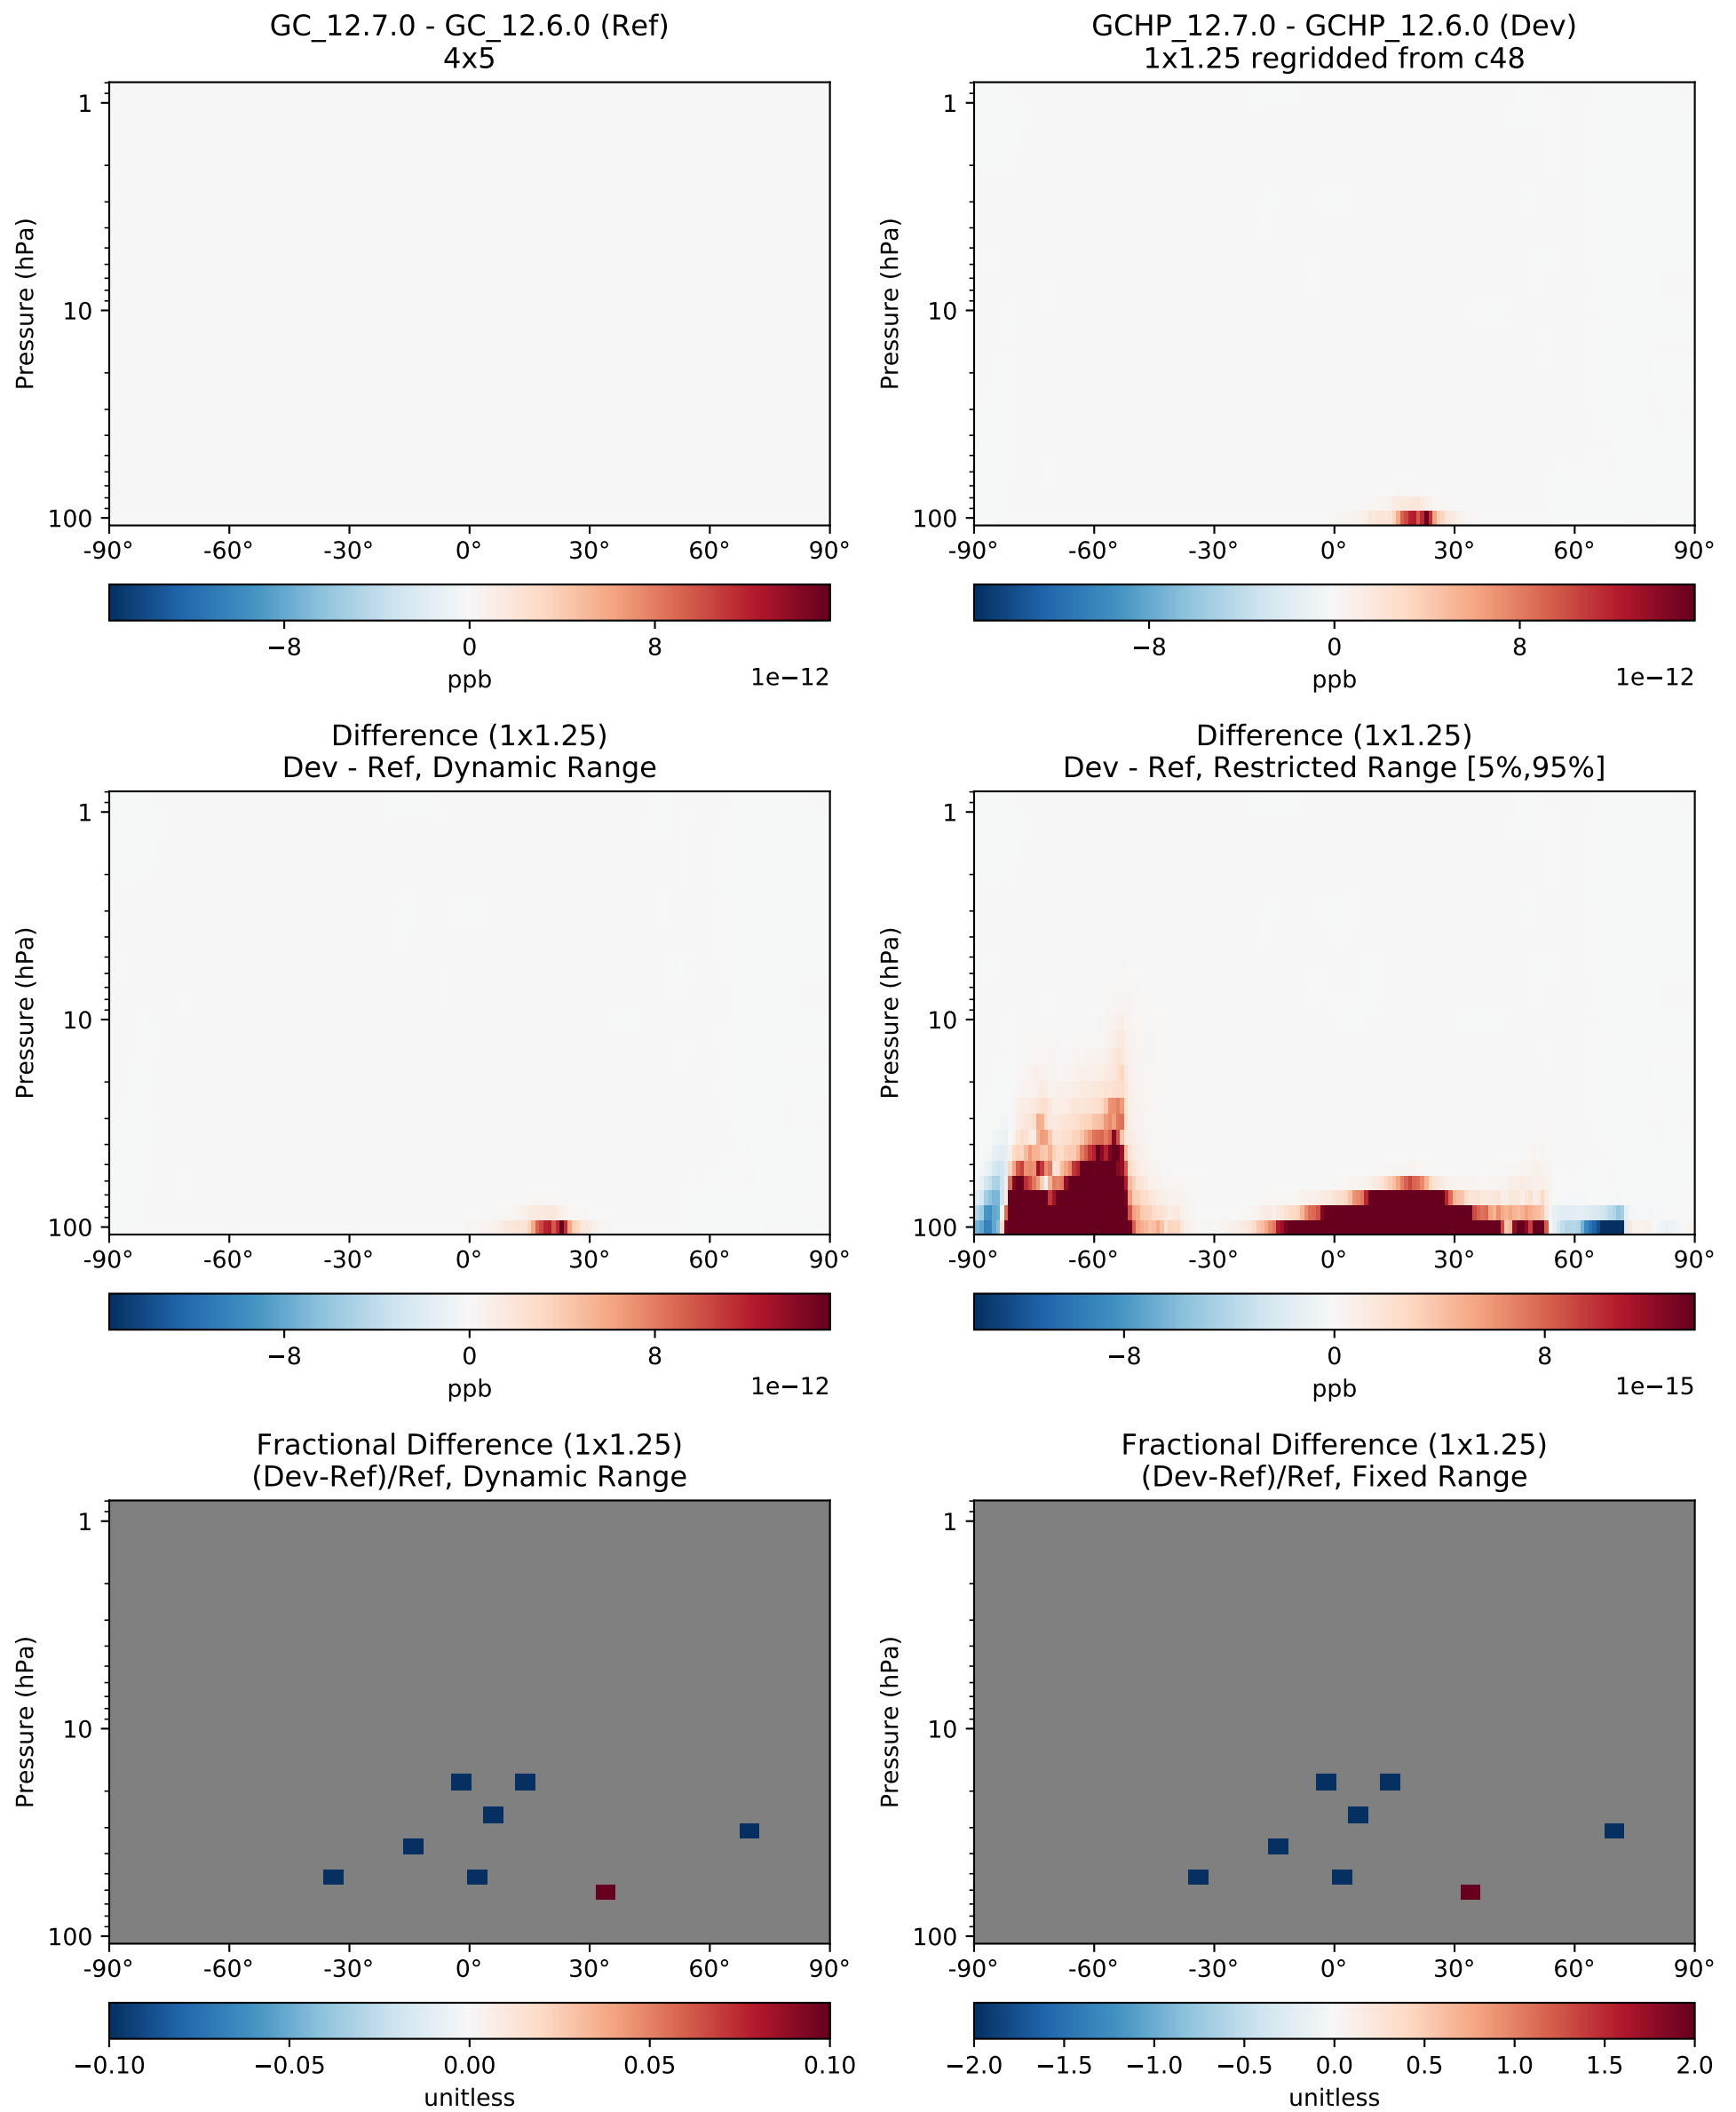 GC_12.7.0 - GC_12.6.0 (Ref)
4x5
Pressure (hPa)
1
10
100
-90° -60° -30° 0° 30° 60° 90°
−8 0 8
ppb
1e−12
GCHP_12.7.0 - GCHP_12.6.0 (Dev)
1x1.25 regridded from c48
Pressure (hPa)
1
10
100
-90° -60° -30° 0° 30° 60° 90°
−8 0 8
ppb
1e−12
Difference (1x1.25)
Dev - Ref, Dynamic Range
Pressure (hPa)
1
10
100
-90° -60° -30° 0° 30° 60° 90°
−8 0 8
ppb
1e−12
Difference (1x1.25)
Dev - Ref, Restricted Range [5%,95%]
Pressure (hPa)
1
10
100
-90° -60° -30° 0° 30° 60° 90°
−8 0 8
ppb
1e−15
Fractional Difference (1x1.25)
(Dev-Ref)/Ref, Dynamic Range
Pressure (hPa)
1
10
100
-90° -60° -30° 0° 30° 60° 90°
−0.10 −0.05 0.00 0.05 0.10
unitless
Fractional Difference (1x1.25)
(Dev-Ref)/Ref, Fixed Range
Pressure (hPa)
1
10
100
-90° -60° -30° 0° 30° 60° 90°
−2.0 −1.5 −1.0 −0.5 0.0 0.5 1.0 1.5 2.0
unitless